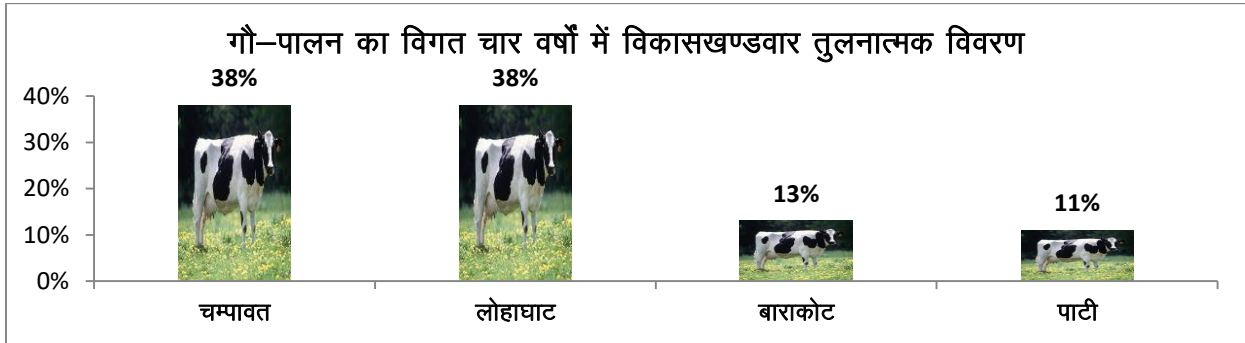 गौ–पालन का विगत चार वर्षों में विकासखण्डवार तुलनात्मक विवरण
38% 38% 13% 11%
40%
30%
20%
10%
0%
चम्पावत लोहाघाट बाराकोट पाटी